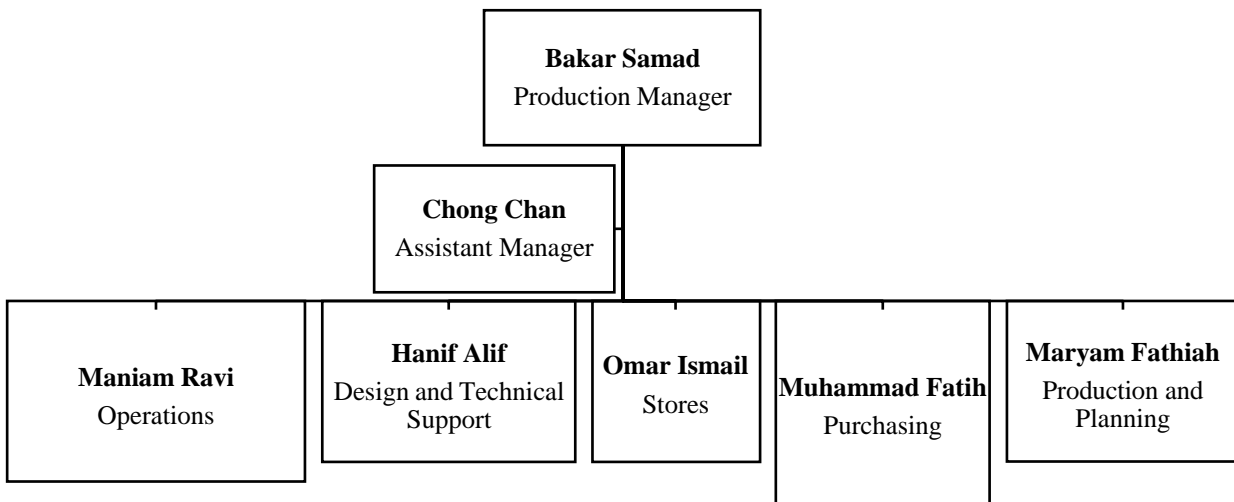 Bakar Samad
Production Manager
Chong Chan
Assistant Manager
Maniam Ravi
Operations
Hanif Alif
Design and Technical
Support
Omar Ismail
Stores
Muhammad Fatih
Purchasing
Maryam Fathiah
Production and
Planning